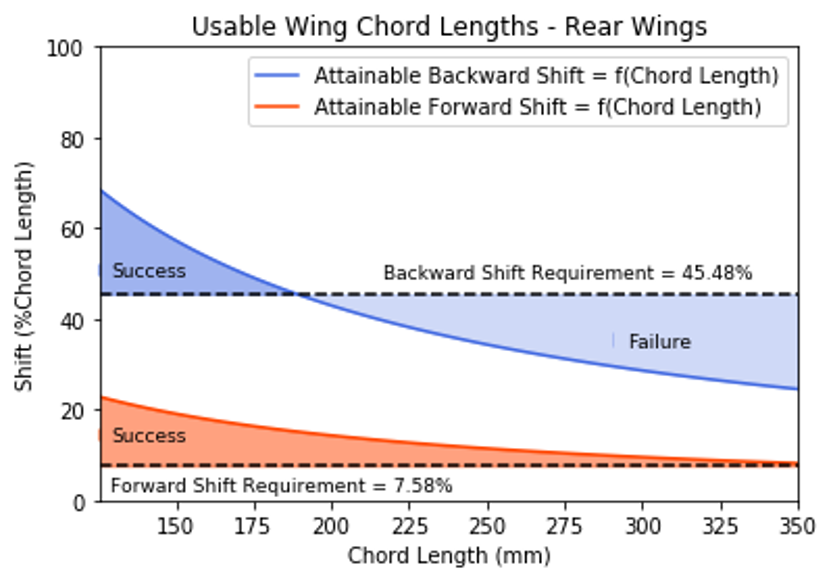 Usable Wing Chord Lengths - Rear Wings
100
80
60
40
20
0
Shift (%Chord Length)
Attainable Backward Shift = f(Chord Length)
Attainable Forward Shift = f(Chord Length)
Success
Backward Shift Requirement = 45.48%
Failure
Success
Forward Shift Requirement = 7.58%
150 175 200 225 250 275 300 325 350
Chord Length (mm)